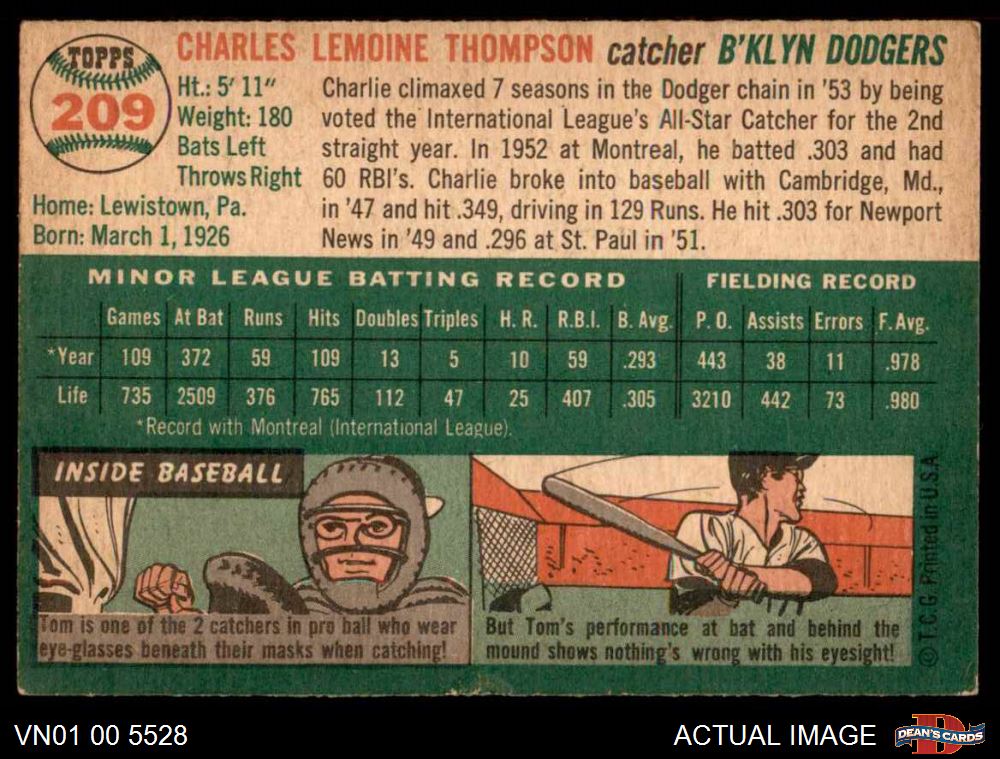 TOPPS
209
CHARLES LEMOINE THOMPSON catcher B'KLYN DODGERS
Ht.: 5' 11"
Weight: 180
Bats Left
Throws Right
Home: Lewistown, Pa.
Born: March 1, 1926
Charlie climaxed 7 seasons in the Dodger chain in '53 by being
voted the International League's All-Star Catcher for the 2nd
straight year. In 1952 at Montreal, he batted .303 and had
60 RBI's. Charlie broke into baseball with Cambridge, Md.,
in '47 and hit .349, driving in 129 Runs. He hit .303 for Newport
News in '49 and .296 at St. Paul in '51.
MINOR LEAGUE BATTING RECORD FIELDING RECORD
Games At Bat Runs Hits Doubles Triples H. R. R.B.I. B. Avg. P. O. Assists Errors F. Avg.
*Year 109 372 59 109 13 5 10 59 .293 443 38 11 .978
Life 735 2509 376 765 112 47 25 407 .305 3210 442 73 .980
*Record with Montreal (International League).
INSIDE BASEBALL
Tom is one of the 2 catchers in pro ball who wear
eye-glasses beneath their masks when catching!
But Tom's performance at bat and behind the
mound shows nothing's wrong with his eyesight!
© T. C. G. Printed in U.S.A
VN01 00 5528
ACTUAL IMAGE
DEAN'S CARDS